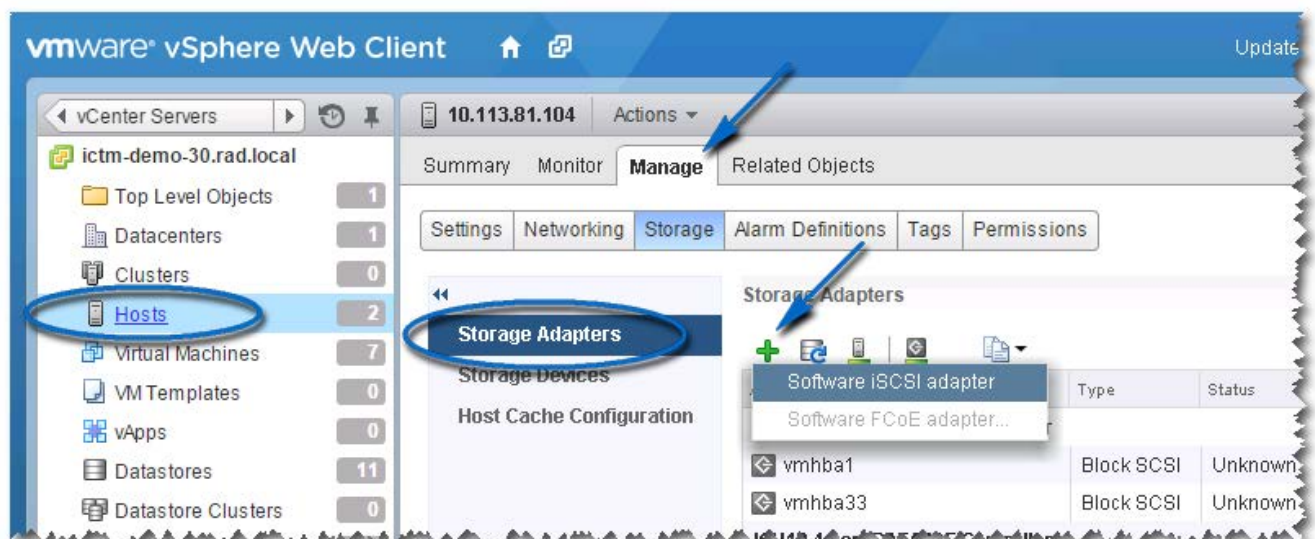 vmware® vSphere Web Client
Update
vCenter Servers
ictm-demo-30.rad.local
Top Level Objects 1
Datacenters 1
Clusters 0
Hosts 2
Virtual Machines 7
VM Templates 0
vApps 0
Datastores 11
Datastore Clusters 0
10.113.81.104 Actions
Summary Monitor Manage Related Objects
Settings Networking Storage Alarm Definitions Tags Permissions
Storage Adapters
Storage Devices
Host Cache Configuration
Storage Adapters
Software iSCSI adapter
Software FCoE adapter...
Type Status
vmhba1 Block SCSI Unknown
vmhba33 Block SCSI Unknown